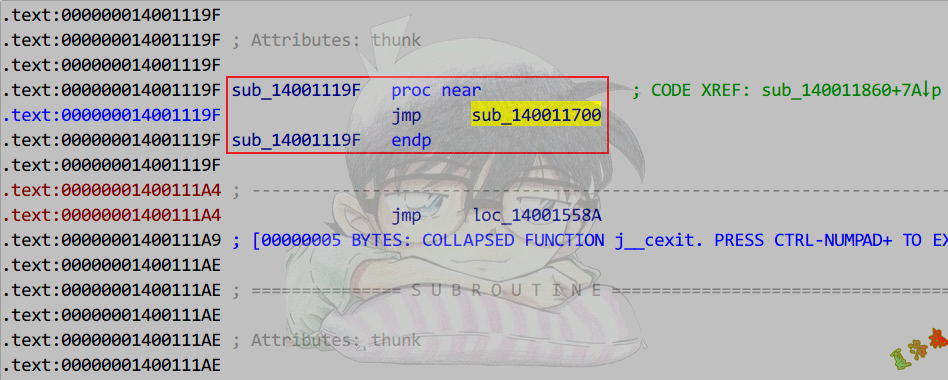 .text:000000014001119F
.text:000000014001119F ; Attributes: thunk
.text:000000014001119F
.text:000000014001119F sub_14001119F proc near ; CODE XREF: sub_140011860+7A↓p
.text:000000014001119F jmp sub_140011700
.text:000000014001119F sub_14001119F endp
.text:000000014001119F
.text:00000001400111A4 ; ---------------------------------------------------------------------------
.text:00000001400111A4 jmp loc_14001558A
.text:00000001400111A9 ; [00000005 BYTES: COLLAPSED FUNCTION j__cexit. PRESS CTRL-NUMPAD+ TO EX
.text:00000001400111AE
.text:00000001400111AE ; =============== S U B R O U T I N E =======================================
.text:00000001400111AE
.text:00000001400111AE ; Attributes: thunk
.text:00000001400111AE